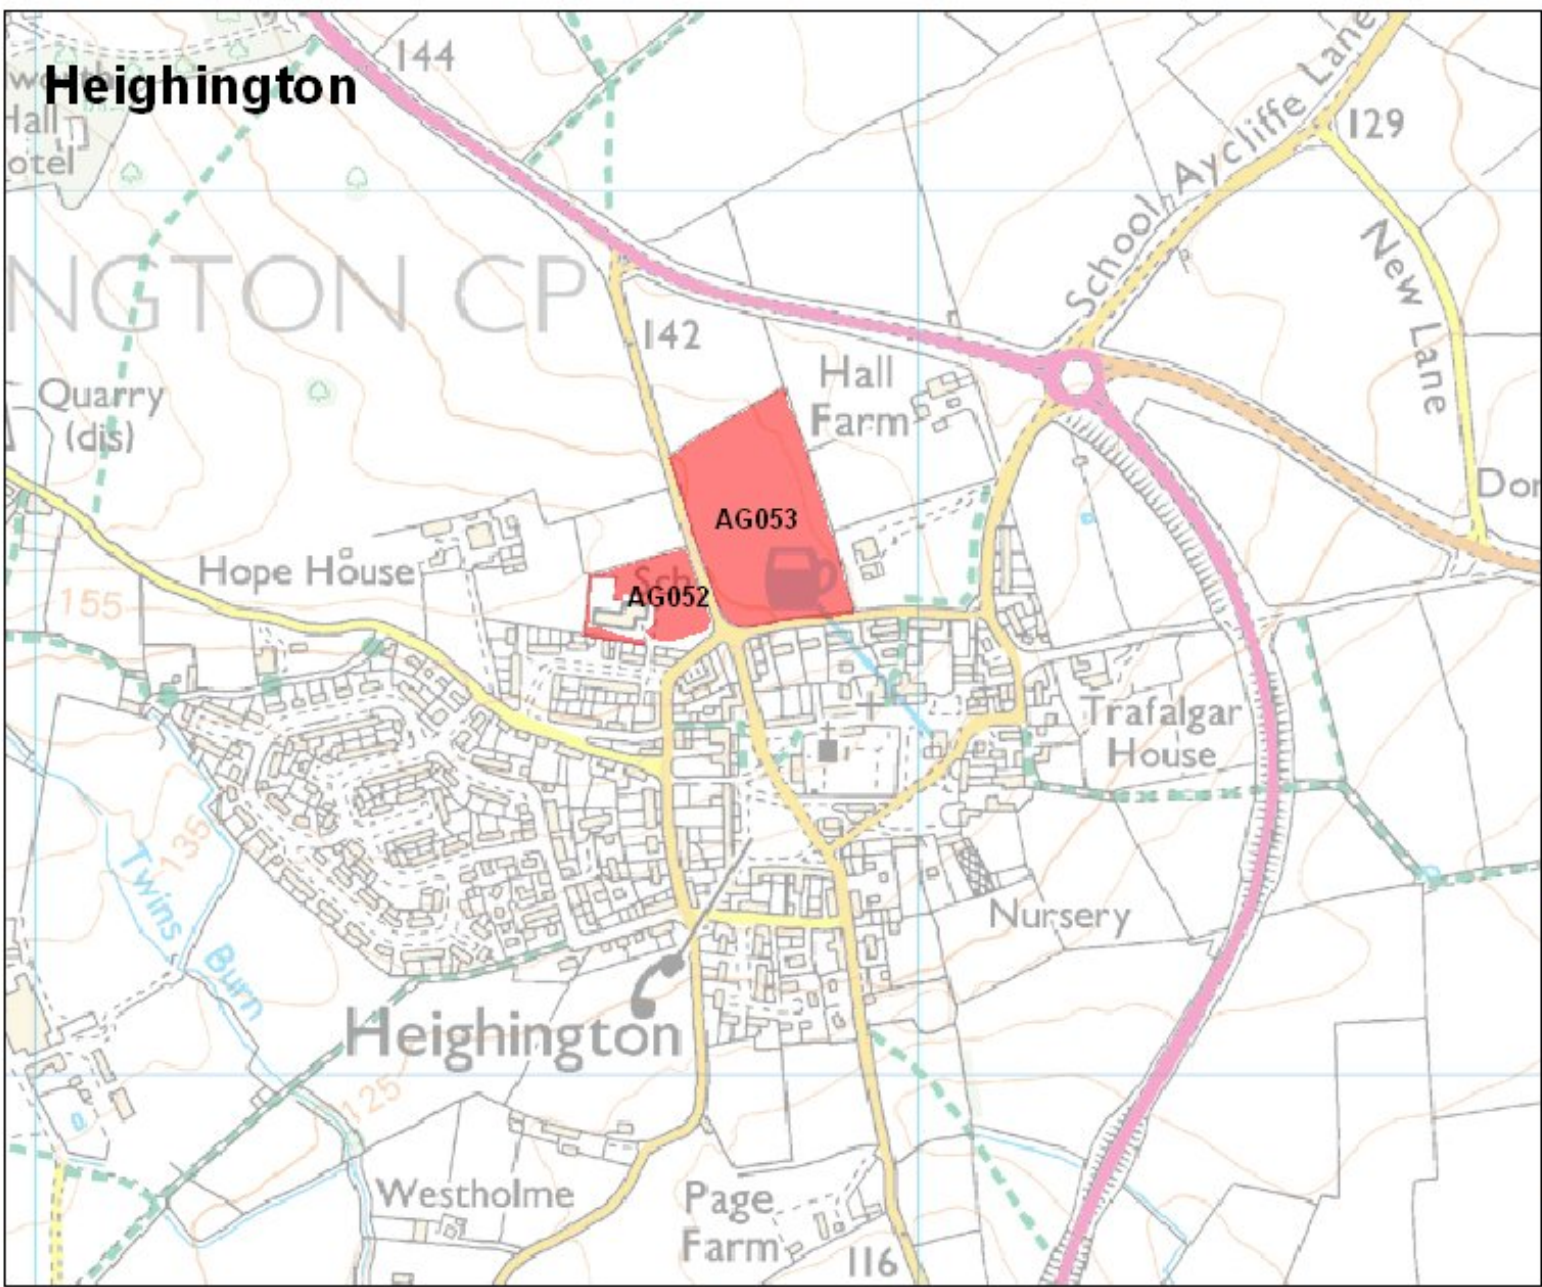 Heighington
144
Hall
otel
School Aycliffe Lane
129
New Lane
NGTON CP
142
Hall
Farm
Quarry
(dis)
AG053
Hope House
AG052
155
Trafalgar
House
135
Twins Burn
Nursery
Heighington
125
Westholme
Page
Farm
116